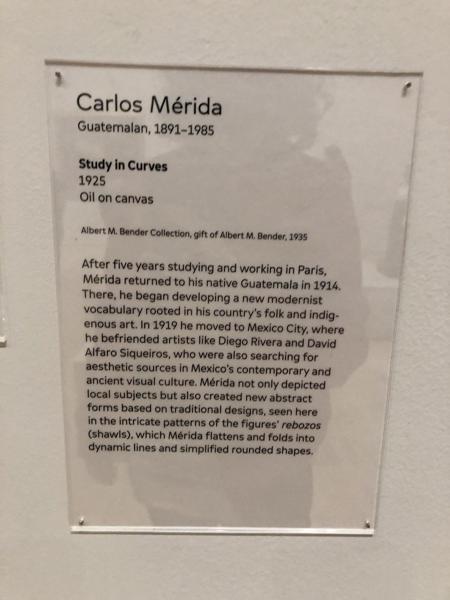 Carlos Mérida
Guatemalan, 1891–1985
Study in Curves
1925
Oil on canvas
Albert M. Bender Collection, gift of Albert M. Bender, 1935
After five years studying and working in Paris,
Mérida returned to his native Guatemala in 1914.
There, he began developing a new modernist
vocabulary rooted in his country's folk and indig-
enous art. In 1919 he moved to Mexico City, where
he befriended artists like Diego Rivera and David
Alfaro Siqueiros, who were also searching for
aesthetic sources in Mexico's contemporary and
ancient visual culture. Mérida not only depicted
local subjects but also created new abstract
forms based on traditional designs, seen here
in the intricate patterns of the figures' rebozos
(shawls), which Mérida flattens and folds into
dynamic lines and simplified rounded shapes.